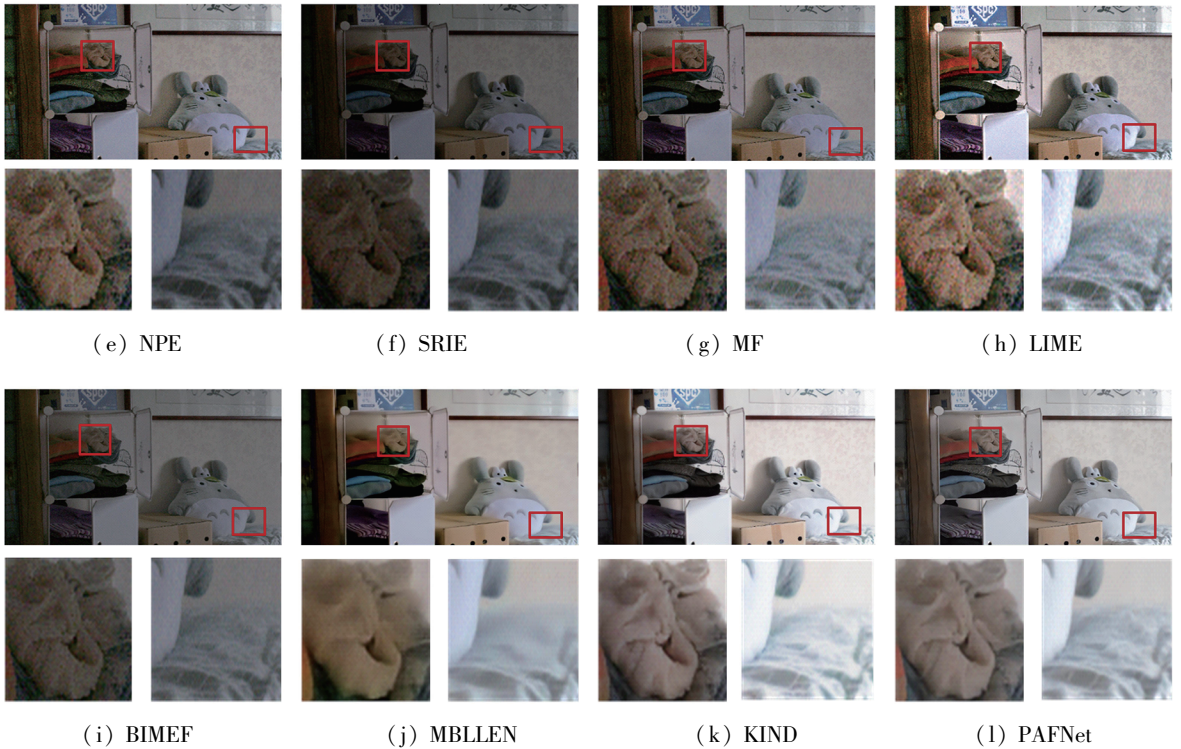 (e) NPE
(f) SRIE
(g) MF
(h) LIME
(i) BIMEF
(j) MBLLEN
(k) KIND
(l) PAFNet